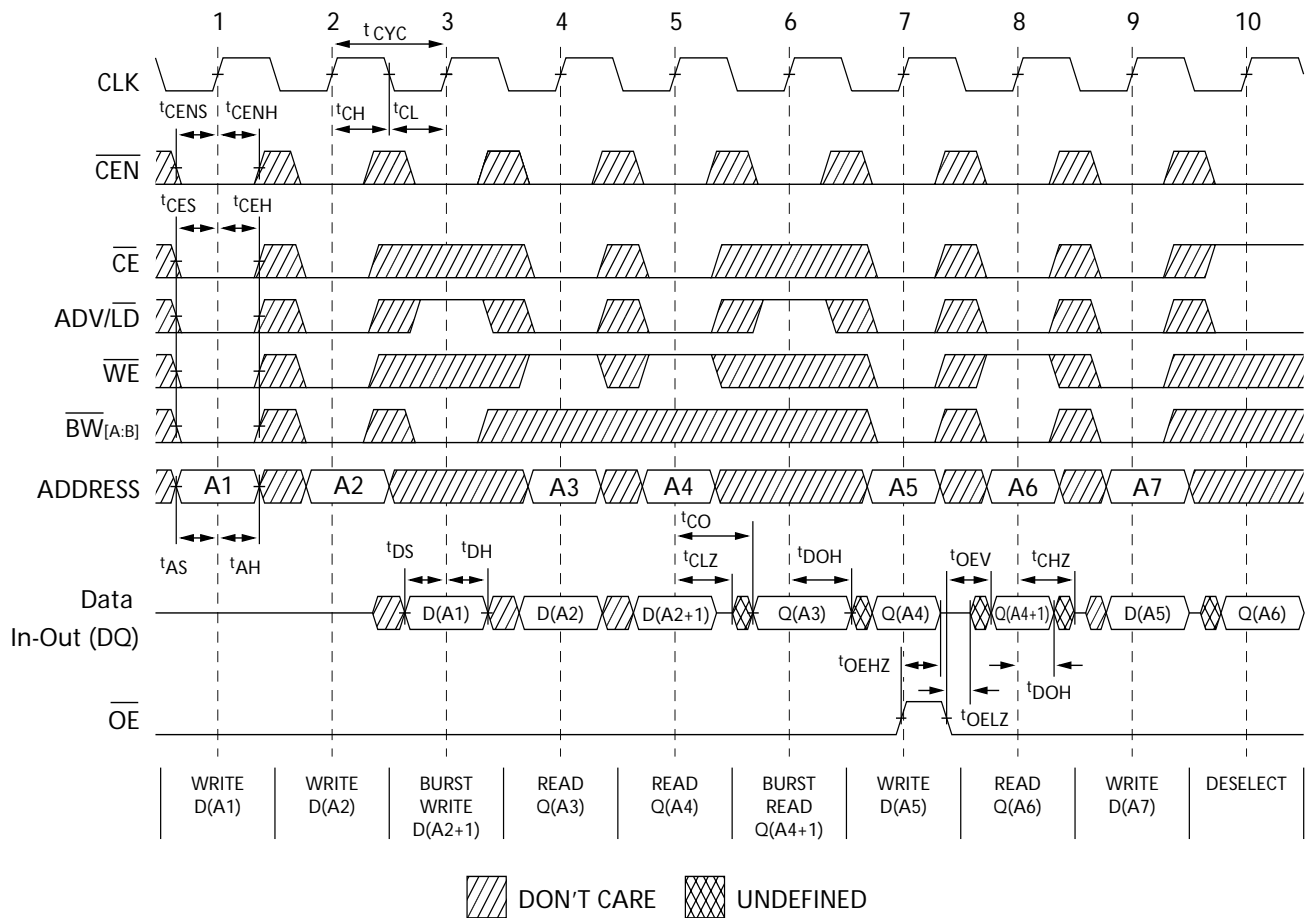 1 2 3 4 5 6 7 8 9 10
tCYC
CLK
tCENS tCENH tCH tCL
CEN
tCES tCEH
CE
ADV/LD
WE
BW[A:B]
ADDRESS A1 A2 A3 A4 A5 A6 A7
tCO
tAS tAH tDS tDH tCLZ tDOH tOEV tCHZ
Data
In-Out (DQ)
D(A1) D(A2) D(A2+1) Q(A3) Q(A4) Q(A4+1) D(A5) Q(A6)
tOEHZ tDOH
tOELZ
OE
WRITE WRITE BURST READ READ BURST WRITE READ WRITE DESELECT
D(A1) D(A2) WRITE Q(A3) Q(A4) READ D(A5) Q(A6) D(A7)
D(A2+1) Q(A4+1)
DON'T CARE UNDEFINED